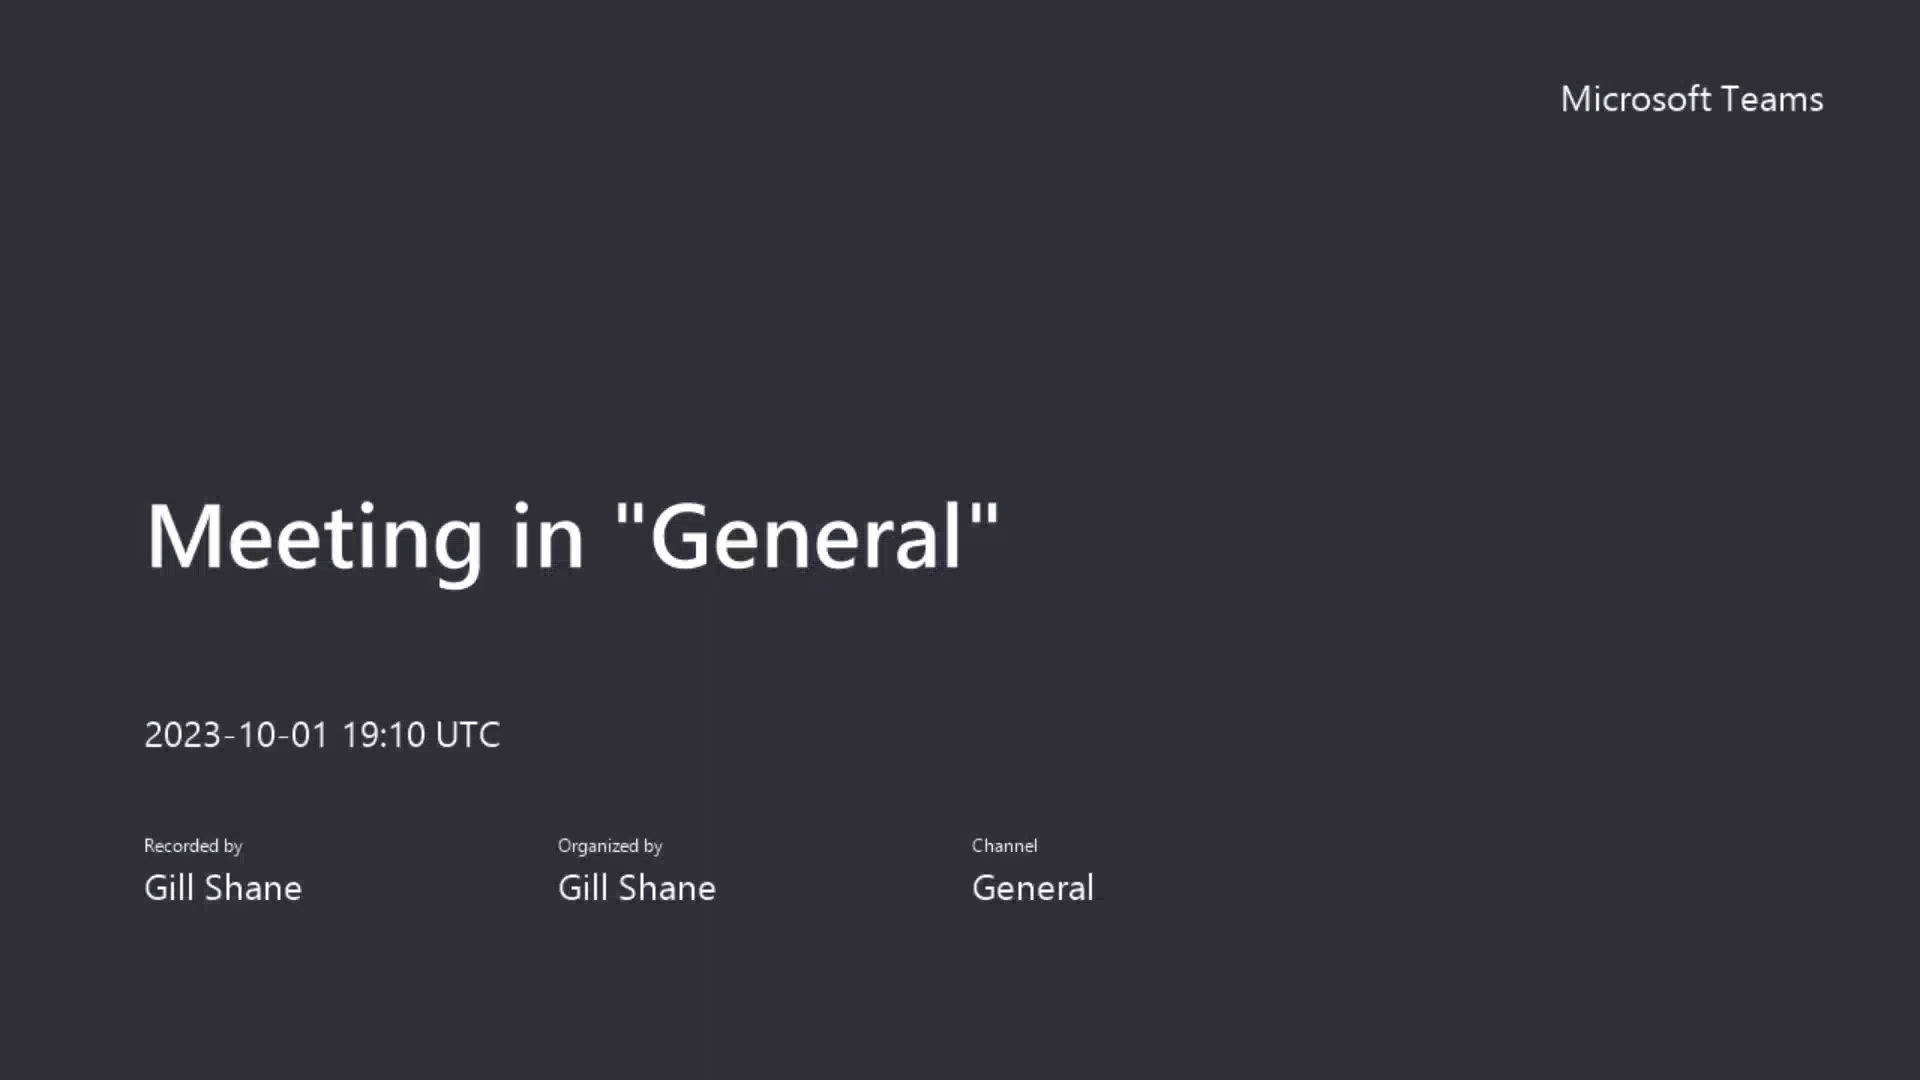 Microsoft Teams
Meeting in "General"
2023-10-01 19:10 UTC
Recorded by
Gill Shane
Organized by
Gill Shane
Channel
General